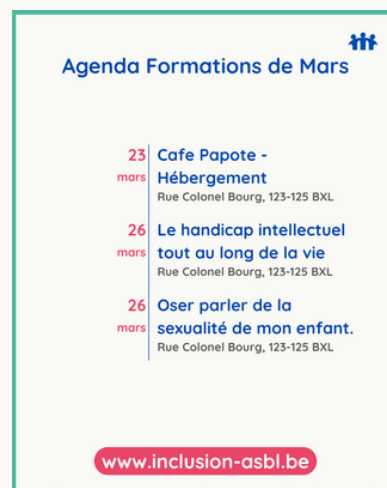 Agenda Formations de Mars
23
mars
Cafe Papote -
Hébergement
Rue Colonel Bourg, 123-125 BXL
26
mars
Le handicap intellectuel
tout au long de la vie
Rue Colonel Bourg, 123-125 BXL
26
mars
Oser parler de la
sexualité de mon enfant.
Rue Colonel Bourg, 123-125 BXL
www.inclusion-asbl.be